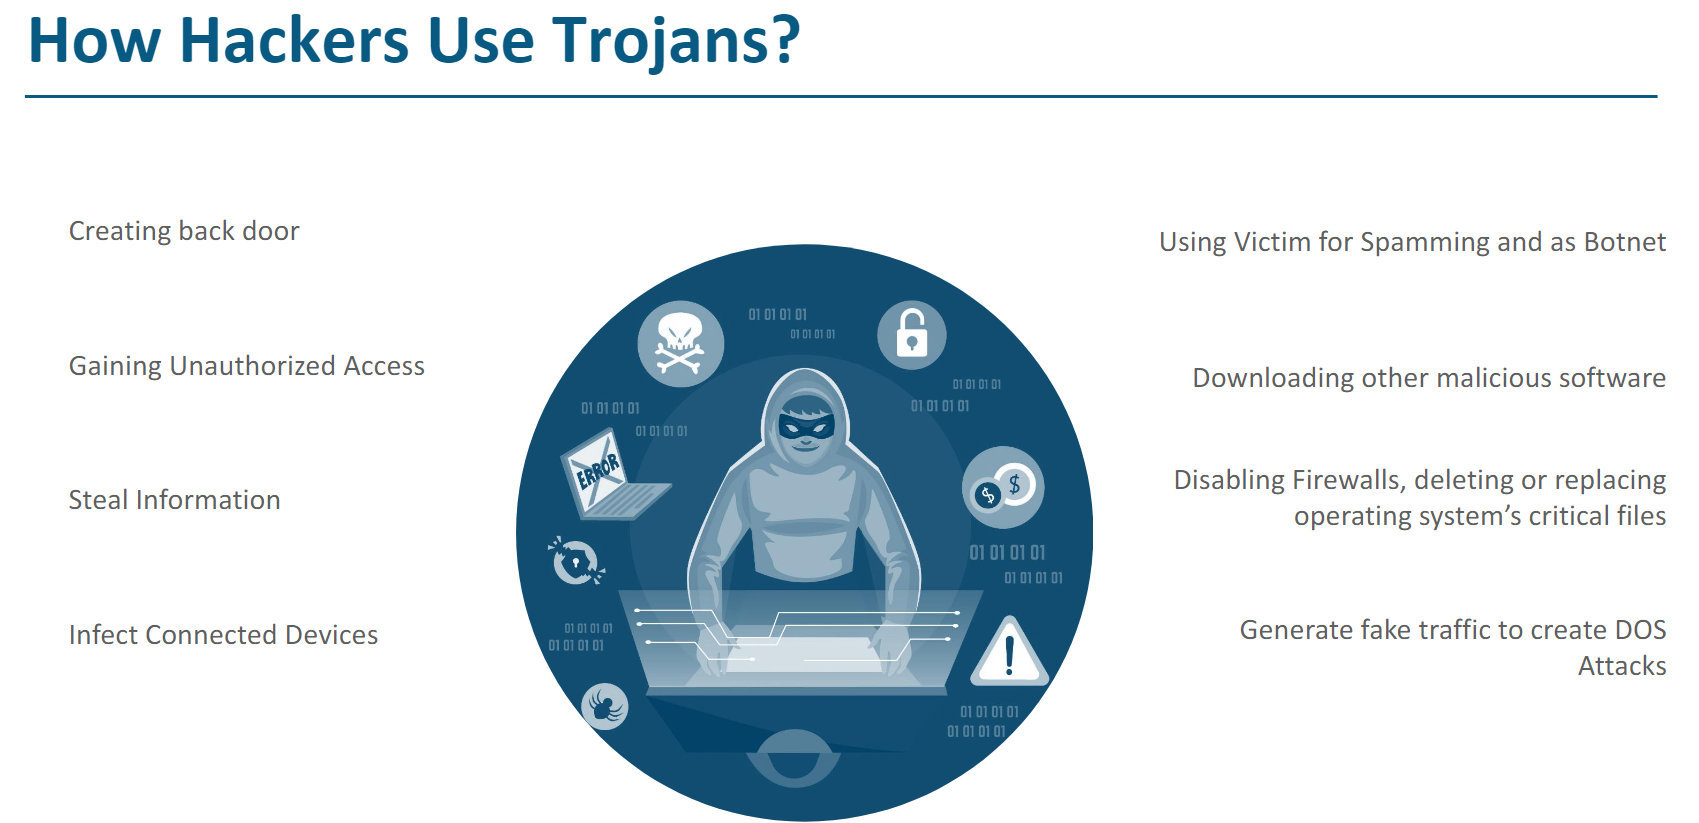 How Hackers Use Trojans?
Creating back door
Gaining Unauthorized Access
Steal Information
Infect Connected Devices
01 01 01 01
01 01 01 01
01 01 01 01
01 01 01 01
01 01 01 01
01 01 01 01
ERROR
$
$
01 01 01 01
01 01 01 01
01 01 01 01
01 01 01 01
01 01 01 01
01 01 01 01
Using Victim for Spamming and as Botnet
Downloading other malicious software
Disabling Firewalls, deleting or replacing
operating system’s critical files
Generate fake traffic to create DOS
Attacks